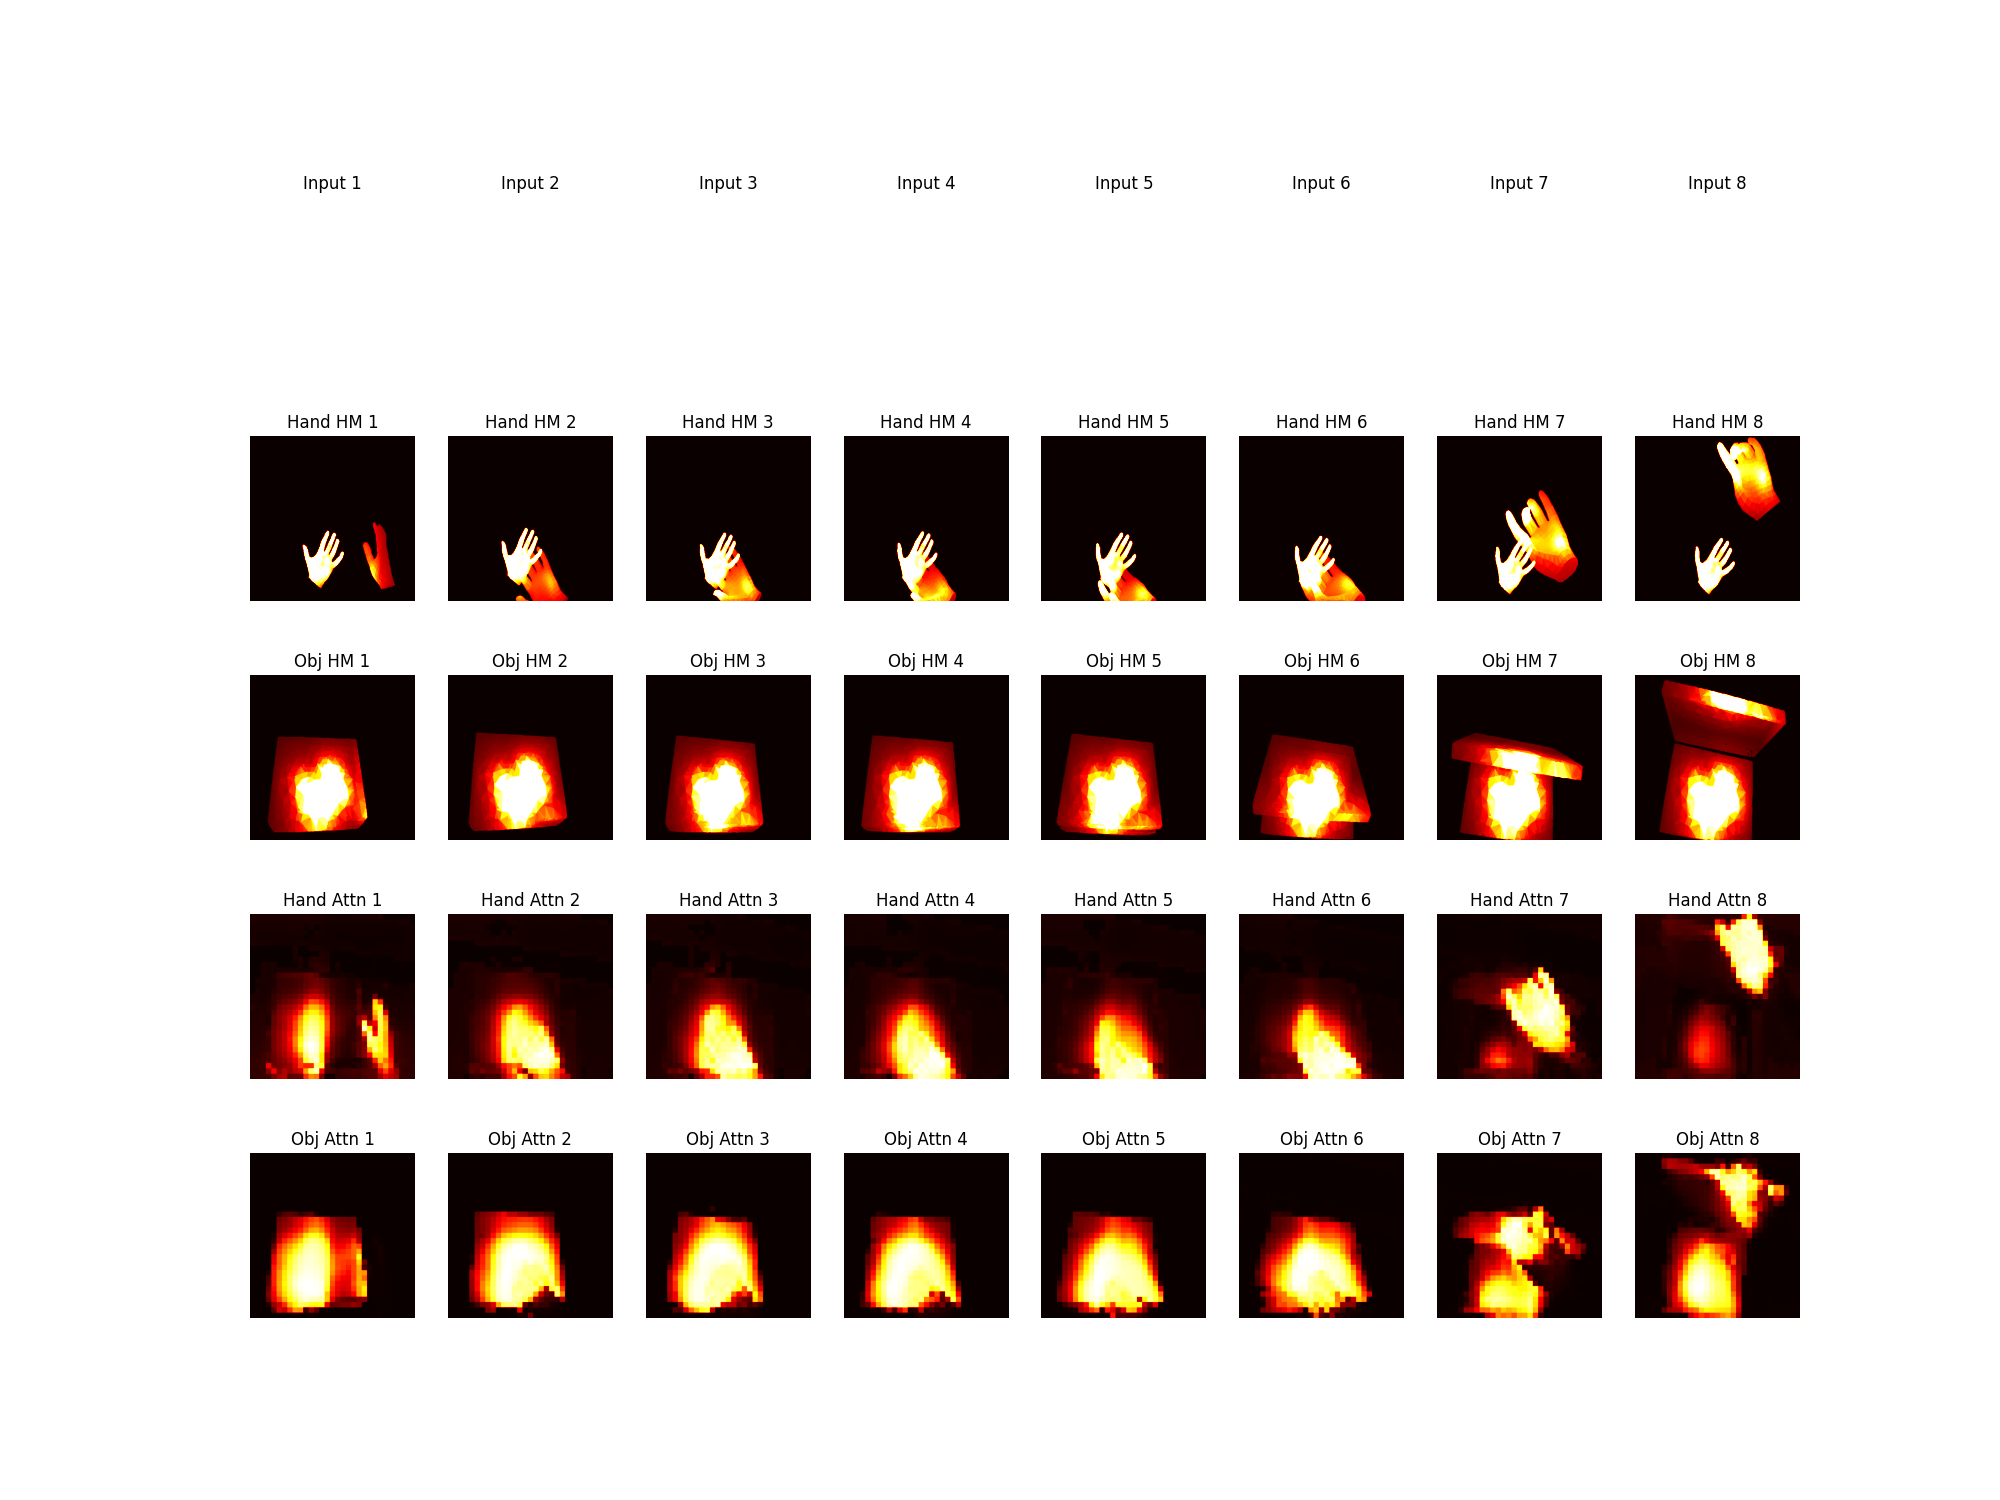 Input 1 Input 2 Input 3 Input 4 Input 5 Input 6 Input 7 Input 8
Hand HM 1 Hand HM 2 Hand HM 3 Hand HM 4 Hand HM 5 Hand HM 6 Hand HM 7 Hand HM 8
Obj HM 1 Obj HM 2 Obj HM 3 Obj HM 4 Obj HM 5 Obj HM 6 Obj HM 7 Obj HM 8
Hand Attn 1 Hand Attn 2 Hand Attn 3 Hand Attn 4 Hand Attn 5 Hand Attn 6 Hand Attn 7 Hand Attn 8
Obj Attn 1 Obj Attn 2 Obj Attn 3 Obj Attn 4 Obj Attn 5 Obj Attn 6 Obj Attn 7 Obj Attn 8